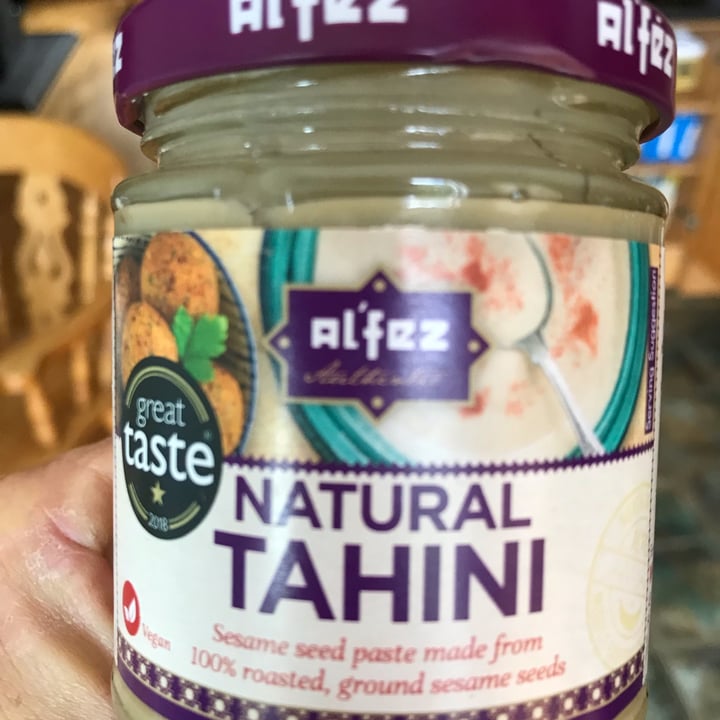 al'fez
al'fez
AL'FEZ
Authentic
Serving Suggestion
great
taste
2018
NATURAL
TAHINI
Vegan
Sesame seed paste made from
100% roasted, ground sesame seeds